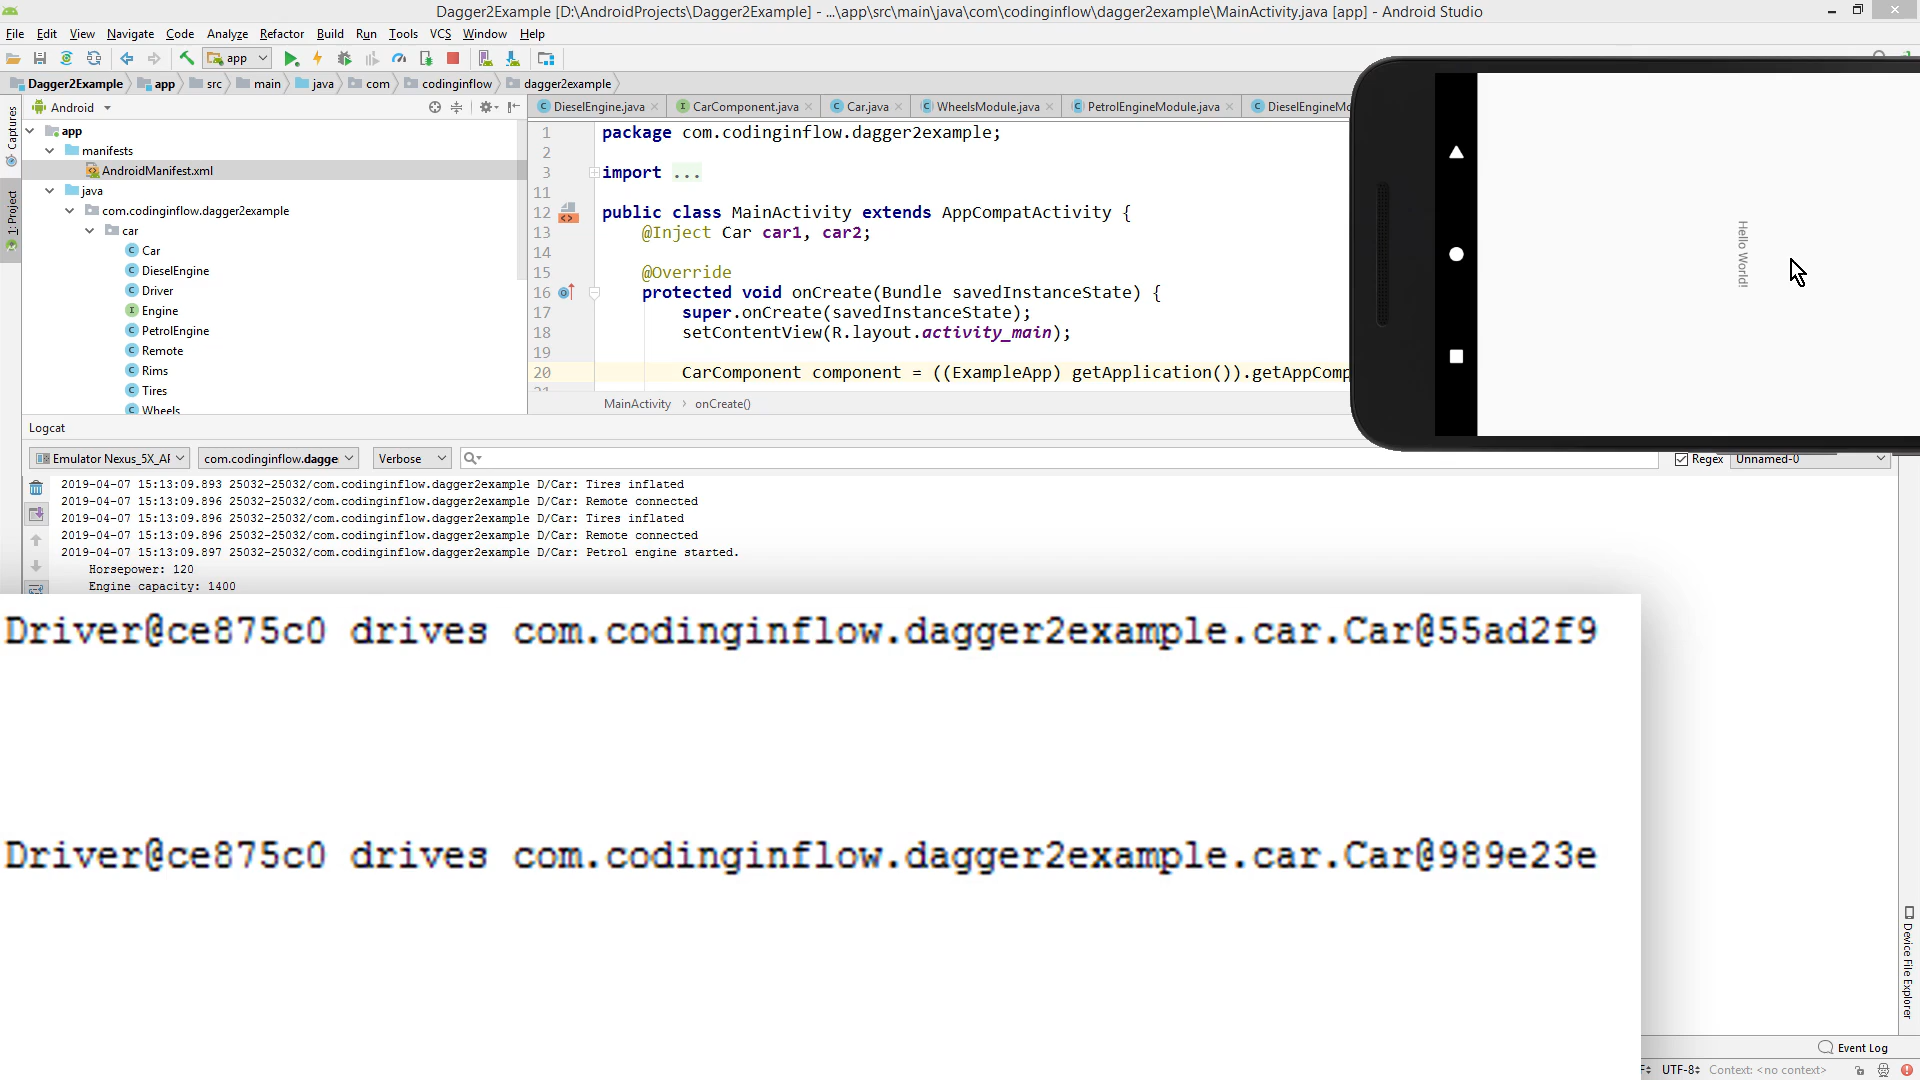 Dagger2Example [D:\AndroidProjects\Dagger2Example] - ...\app\src\main\java\com\codinginflow\dagger2example\MainActivity.java [app] - Android Studio
File Edit View Navigate Code Analyze Refactor Build Run Tools VCS Window Help
app
Dagger2Example app src main java com codinginflow dagger2example
Captures
1: Project
Android
app
manifests
AndroidManifest.xml
java
com.codinginflow.dagger2example
car
Car
DieselEngine
Driver
Engine
PetrolEngine
Remote
Rims
Tires
Wheels
DieselEngine.java CarComponent.java Car.java WheelsModule.java PetrolEngineModule.java DieselEngineMo
1 package com.codinginflow.dagger2example;
2
3 import ...
11
12 public class MainActivity extends AppCompatActivity {
13 @Inject Car car1, car2;
14
15 @Override
16 protected void onCreate(Bundle savedInstanceState) {
17 super.onCreate(savedInstanceState);
18 setContentView(R.layout.activity_main);
19
20 CarComponent component = ((ExampleApp) getApplication()).getAppComp
21
MainActivity onCreate()
Hello World!
Logcat
Emulator Nexus_5X_AF com.codinginflow.dagge Verbose Regex Unnamed-0
2019-04-07 15:13:09.893 25032-25032/com.codinginflow.dagger2example D/Car: Tires inflated
2019-04-07 15:13:09.896 25032-25032/com.codinginflow.dagger2example D/Car: Remote connected
2019-04-07 15:13:09.896 25032-25032/com.codinginflow.dagger2example D/Car: Tires inflated
2019-04-07 15:13:09.896 25032-25032/com.codinginflow.dagger2example D/Car: Remote connected
2019-04-07 15:13:09.897 25032-25032/com.codinginflow.dagger2example D/Car: Petrol engine started.
Horsepower: 120
Engine capacity: 1400
Driver@ce875c0 drives com.codinginflow.dagger2example.car.Car@55ad2f9
Driver@ce875c0 drives com.codinginflow.dagger2example.car.Car@989e23e
Device File Explorer
Event Log
UTF-8 Context: <no context>